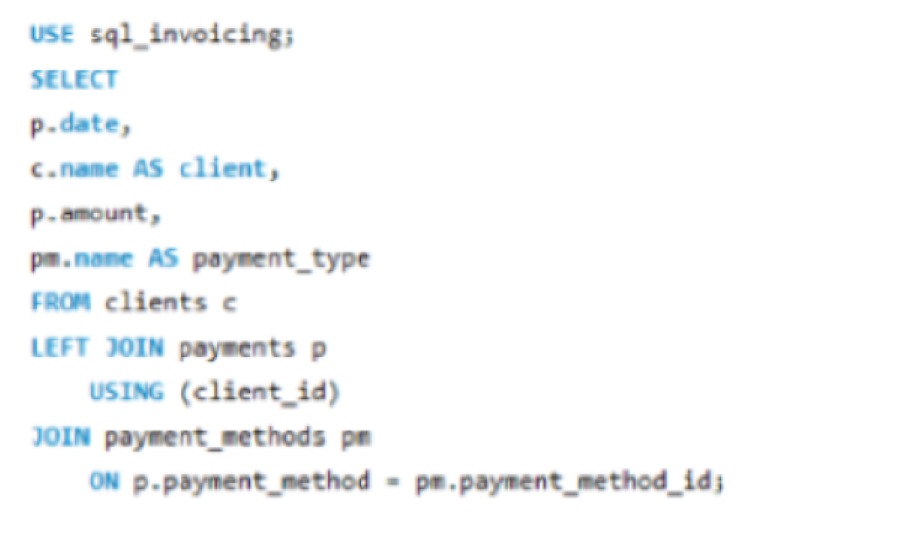 USE sql_invoicing;
SELECT
p.date,
c.name AS client,
p.amount,
pm.name AS payment_type
FROM clients c
LEFT JOIN payments p
    USING (client_id)
JOIN payment_methods pm
    ON p.payment_method = pm.payment_method_id;